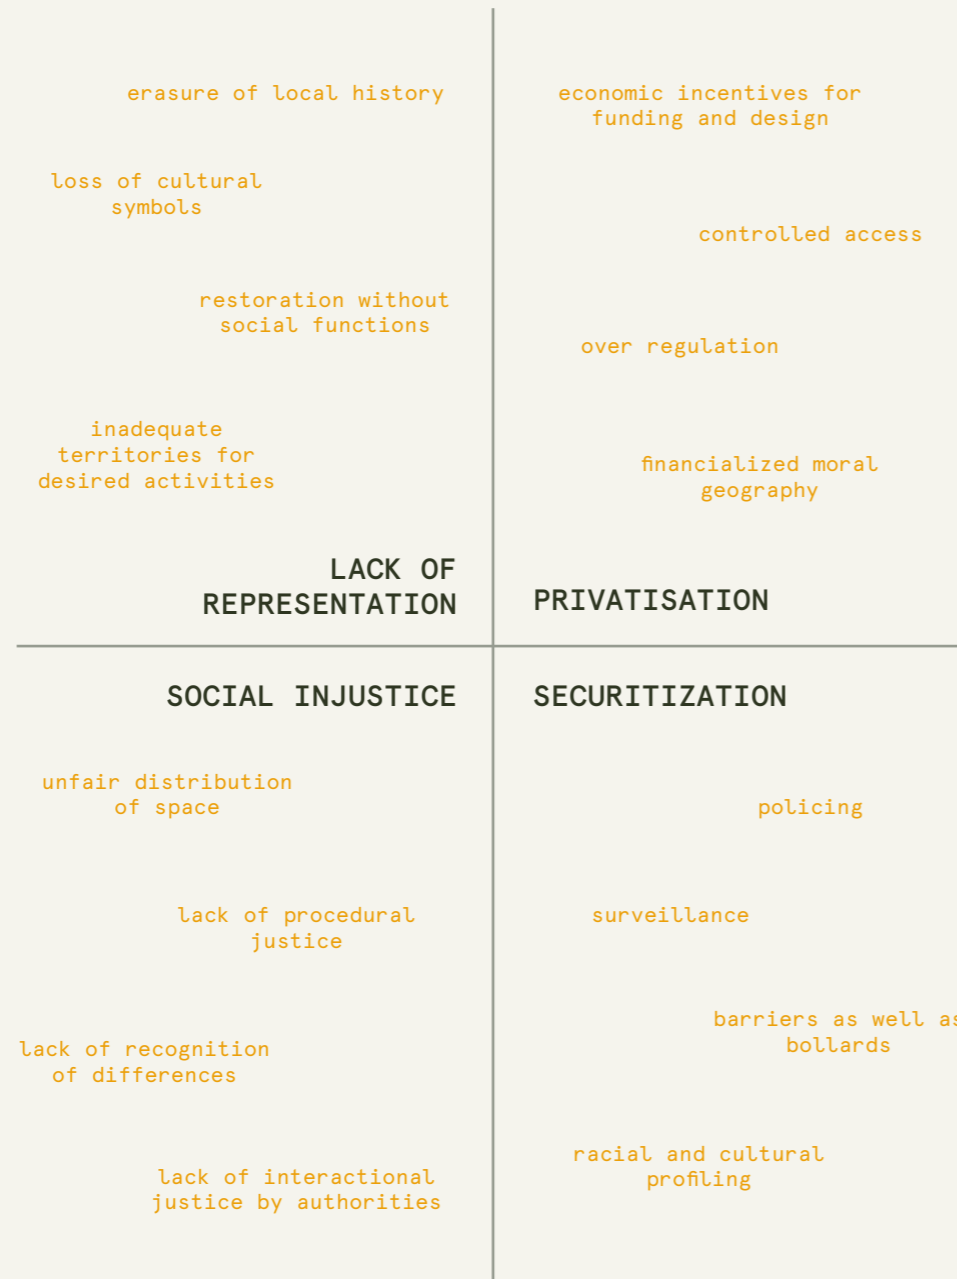 erasure of local history
loss of cultural
symbols
restoration without
social functions
inadequate
territories for
desired activities
LACK OF
REPRESENTATION
economic incentives for
funding and design
controlled access
over regulation
financialized moral
geography
PRIVATISATION
SOCIAL INJUSTICE
unfair distribution
of space
lack of procedural
justice
lack of recognition
of differences
lack of interactional
justice by authorities
SECURITIZATION
policing
surveillance
barriers as well as
bollards
racial and cultural
profiling